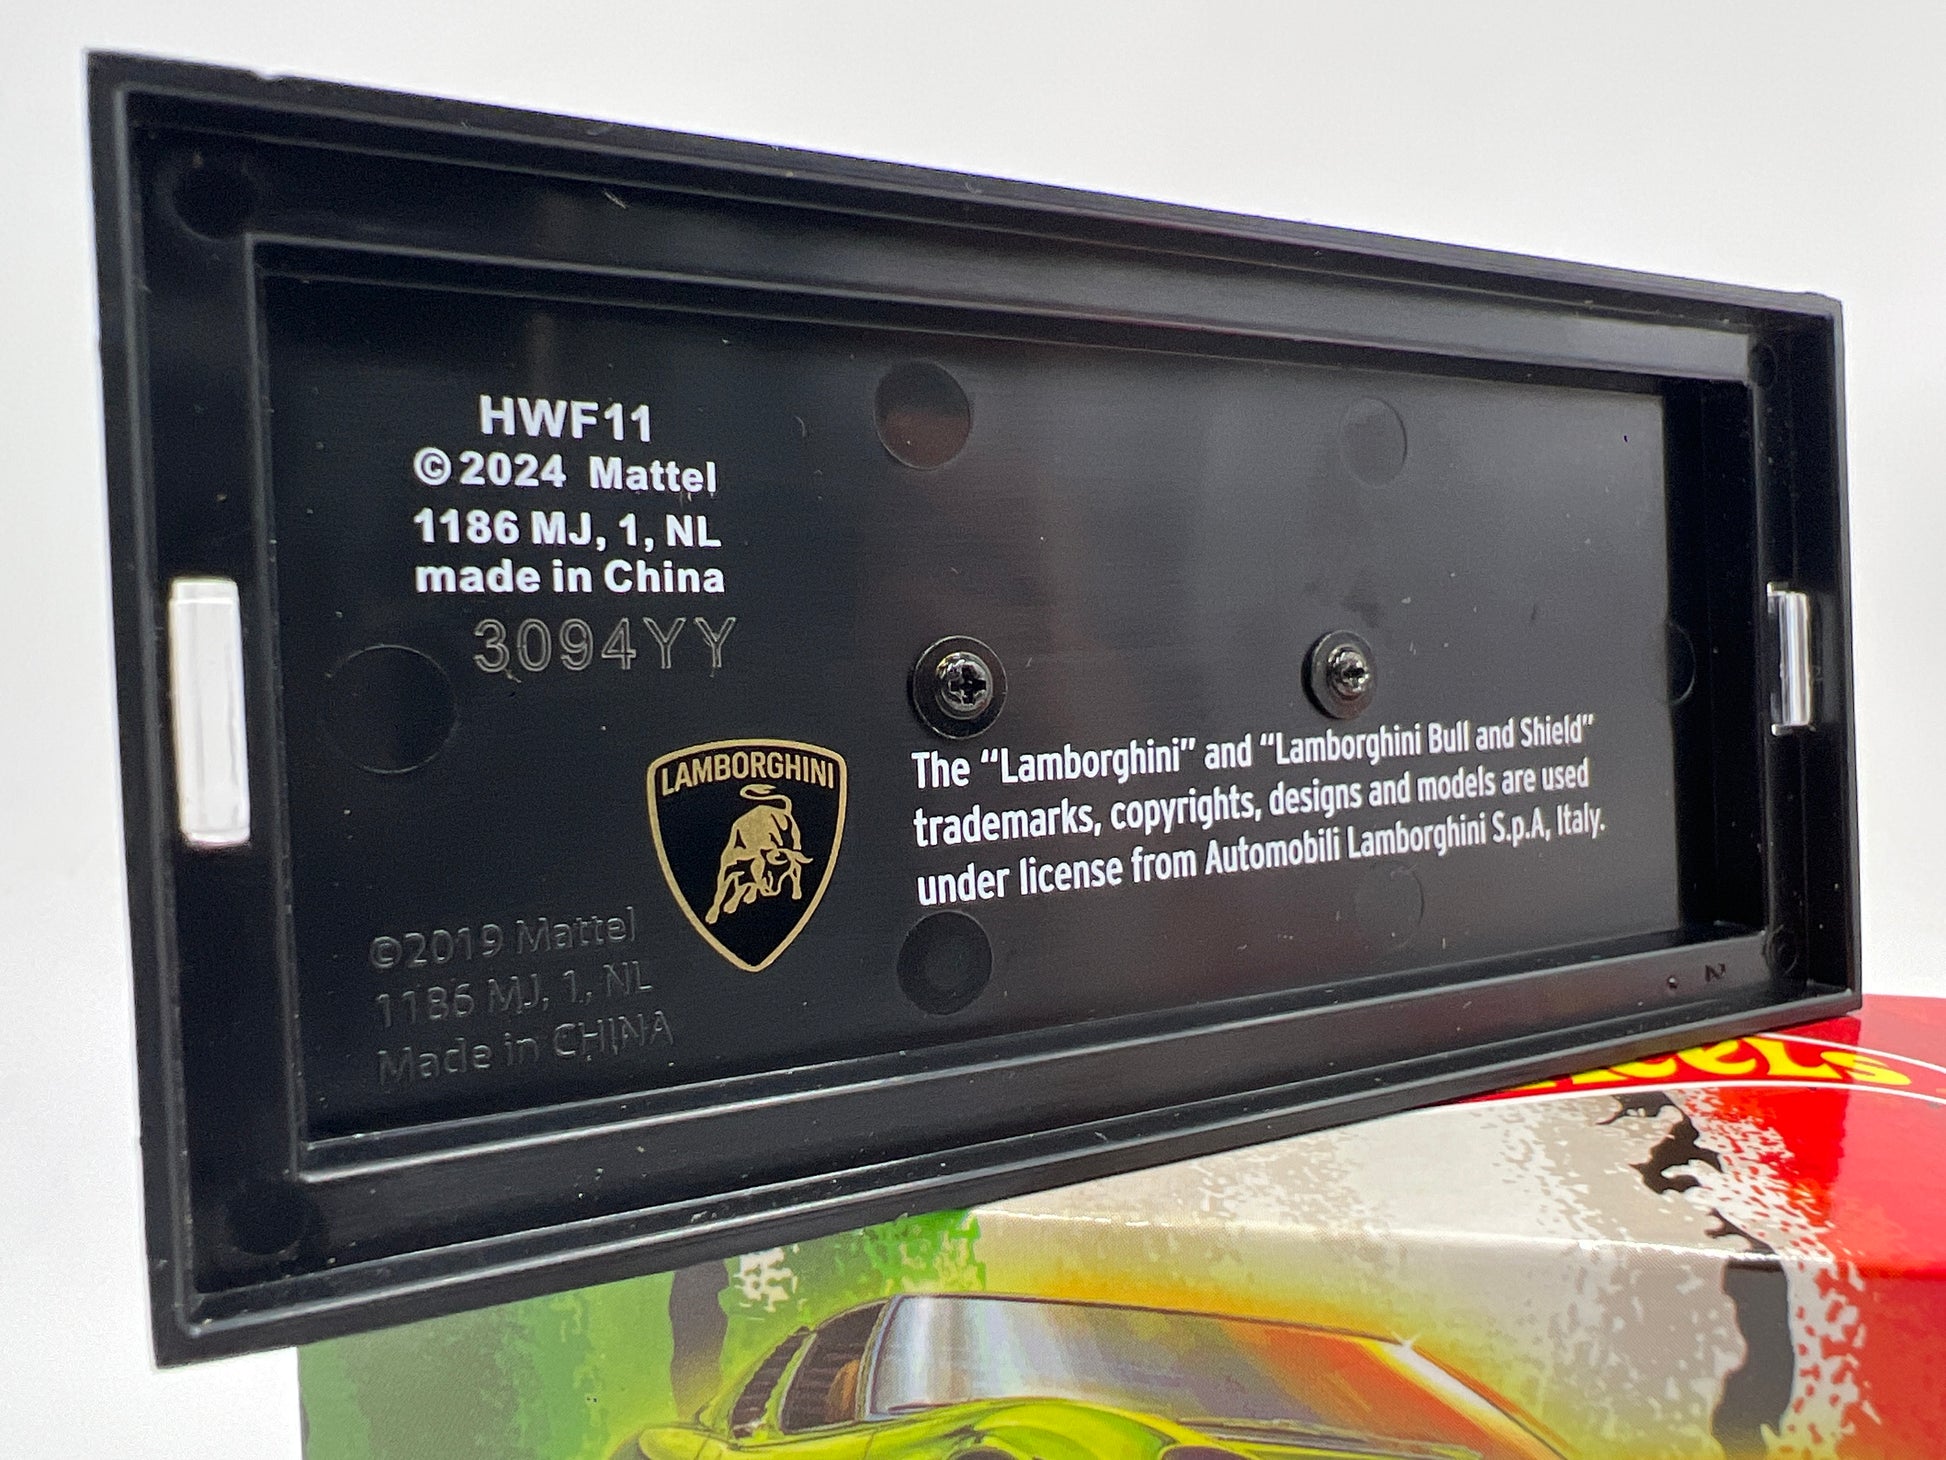 HWF11
©2024 Mattel
1186 MJ, 1, NL
made in China
3094YY
LAMBORGHINI
The “Lamborghini” and “Lamborghini Bull and Shield”
trademarks, copyrights, designs and models are used
under license from Automobili Lamborghini S.p.A, Italy.
©2019 Mattel
1186 MJ, 1, NL
Made in CHINA